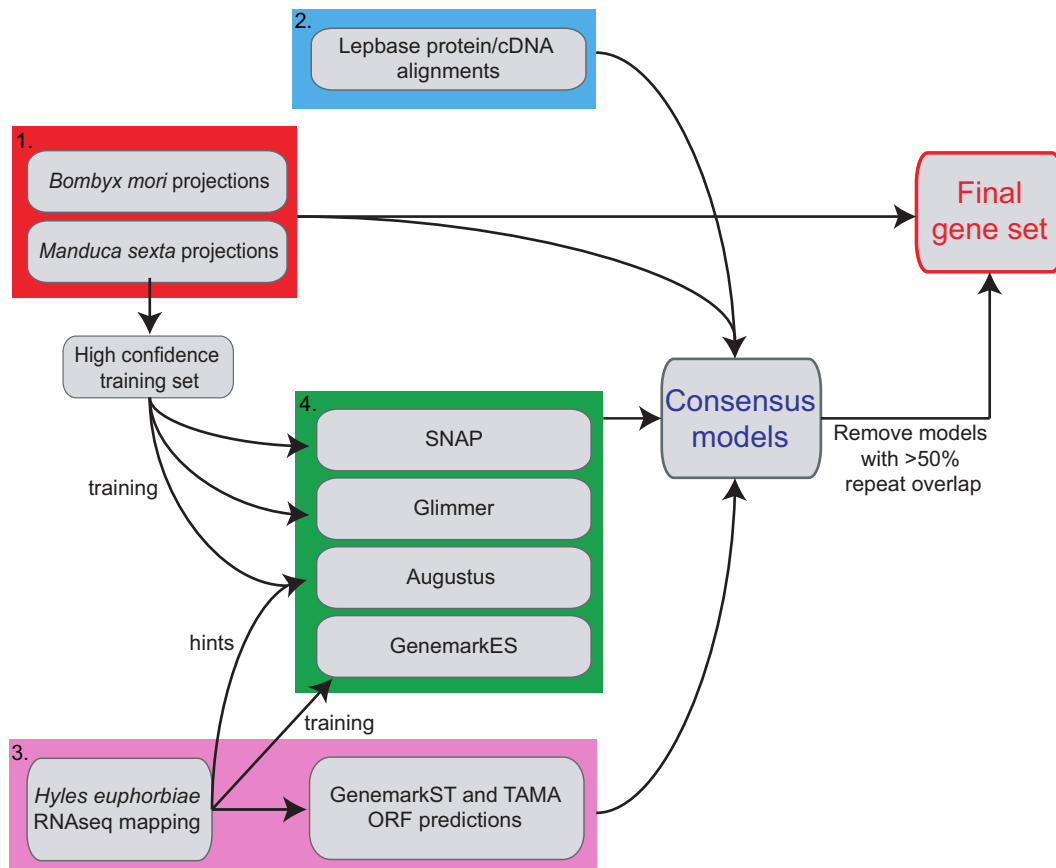 2.
Lepbase protein/cDNA
alignments
1.
Bombyx mori projections
Manduca sexta projections
Final
gene set
High confidence
training set
4.
SNAP
Glimmer
Augustus
GenemarkES
Consensus
models
Remove models
with >50%
repeat overlap
training
hints
training
3.
Hyles euphorbiae
RNAseq mapping
GenemarkST and TAMA
ORF predictions